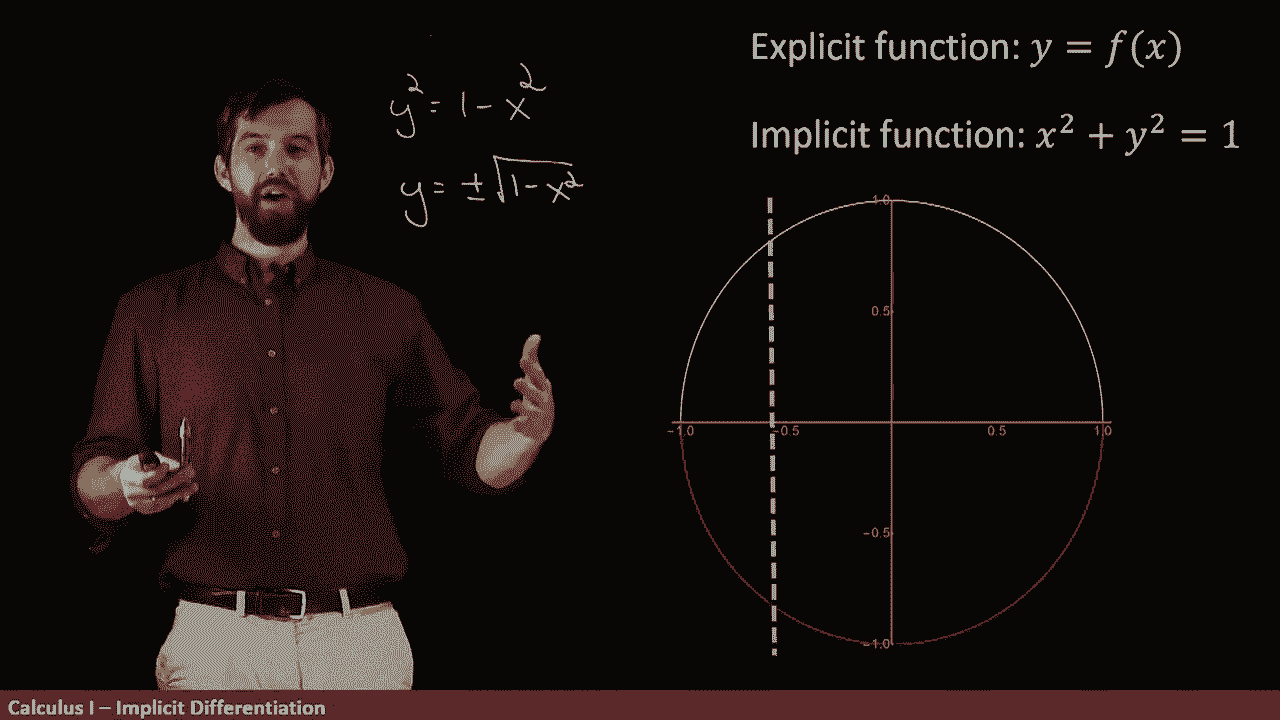 y² = 1 - x²
y = ±√1-x²
Explicit function: y = f(x)
Implicit function: x² + y² = 1
1.0
0.5
-1.0
-0.5
0.5
1.0
-0.5
-1.0
Calculus I – Implicit Differentiation